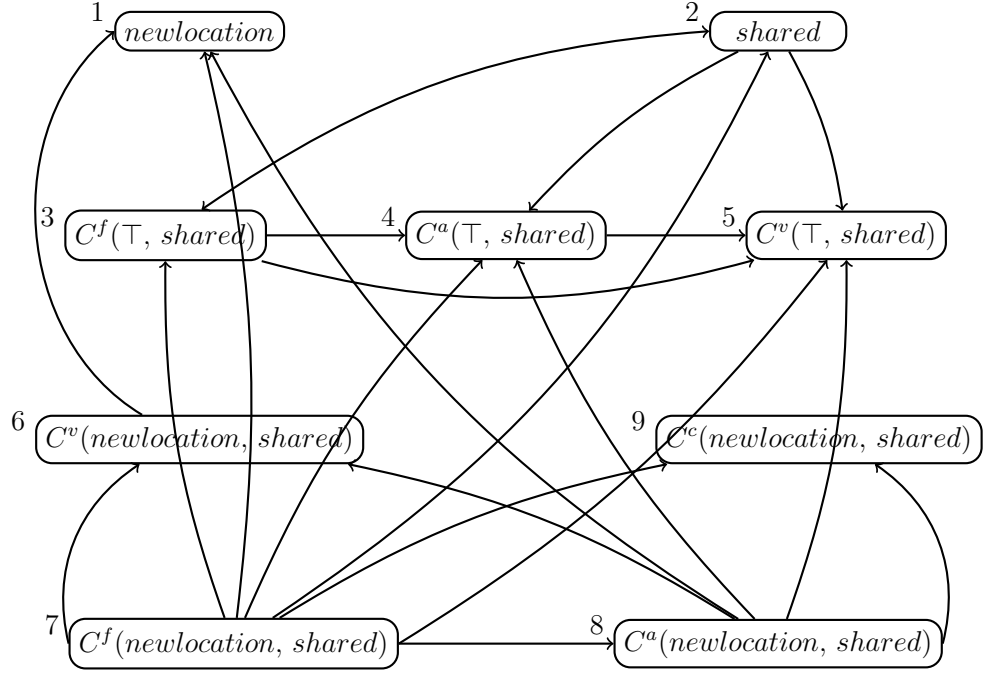 1 newlocation
2 shared
3 C^f(⊤, shared)
4 C^a(⊤, shared)
5 C^v(⊤, shared)
6 C^v(newlocation, shared)
9 C^c(newlocation, shared)
7 C^f(newlocation, shared)
8 C^a(newlocation, shared)